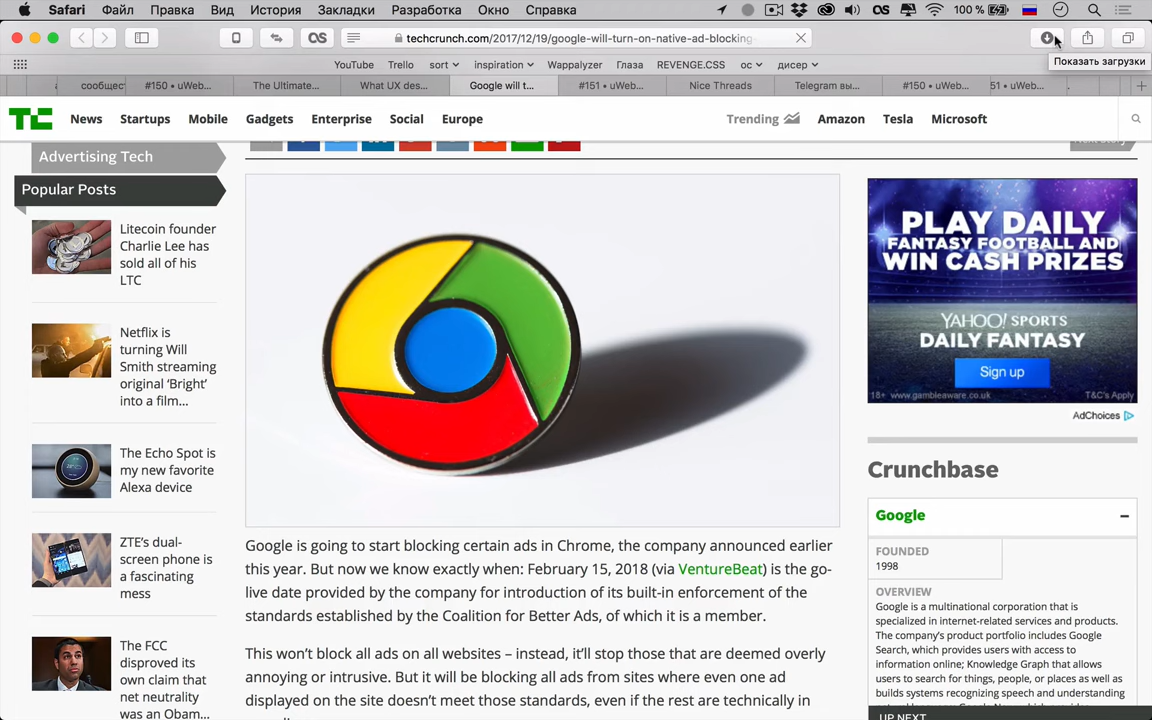 Safari Файл Правка Вид История Закладки Разработка Окно Справка 100 %
techcrunch.com/2017/12/19/google-will-turn-on-native-ad-blocking-
Показать загрузки
YouTube Trello sort inspiration Wappalyzer Глаза REVENGE.CSS ос дисер
сообщес #150 • uWeb... The Ultimate... What UX des... Google will t... #151 • uWeb... Nice Threads Telegram вы... #150 • uWeb... 51 • uWeb...
TC News Startups Mobile Gadgets Enterprise Social Europe Trending Amazon Tesla Microsoft
Advertising Tech
Popular Posts
Litecoin founder
Charlie Lee has
sold all of his
LTC
Netflix is
turning Will
Smith streaming
original ‘Bright’
into a film...
The Echo Spot is
my new favorite
Alexa device
ZTE’s dual-
screen phone is
a fascinating
mess
The FCC
disproved its
own claim that
net neutrality
was an Obam...
Google is going to start blocking certain ads in Chrome, the company announced earlier
this year. But now we know exactly when: February 15, 2018 (via VentureBeat) is the go-
live date provided by the company for introduction of its built-in enforcement of the
standards established by the Coalition for Better Ads, of which it is a member.
This won’t block all ads on all websites – instead, it’ll stop those that are deemed overly
annoying or intrusive. But it will be blocking all ads from sites where even one ad
displayed on the site doesn’t meet those standards, even if the rest are technically in
PLAY DAILY
FANTASY FOOTBALL AND
WIN CASH PRIZES
YAHOO! SPORTS
DAILY FANTASY
Sign up
18+ www.gambleaware.co.uk T&C's Apply
AdChoices
Crunchbase
Google
FOUNDED
1998
OVERVIEW
Google is a multinational corporation that is
specialized in internet-related services and products.
The company’s product portfolio includes Google
Search, which provides users with access to
information online; Knowledge Graph that allows
users to search for things, people, or places as well as
builds systems recognizing speech and understanding
UP NEXT